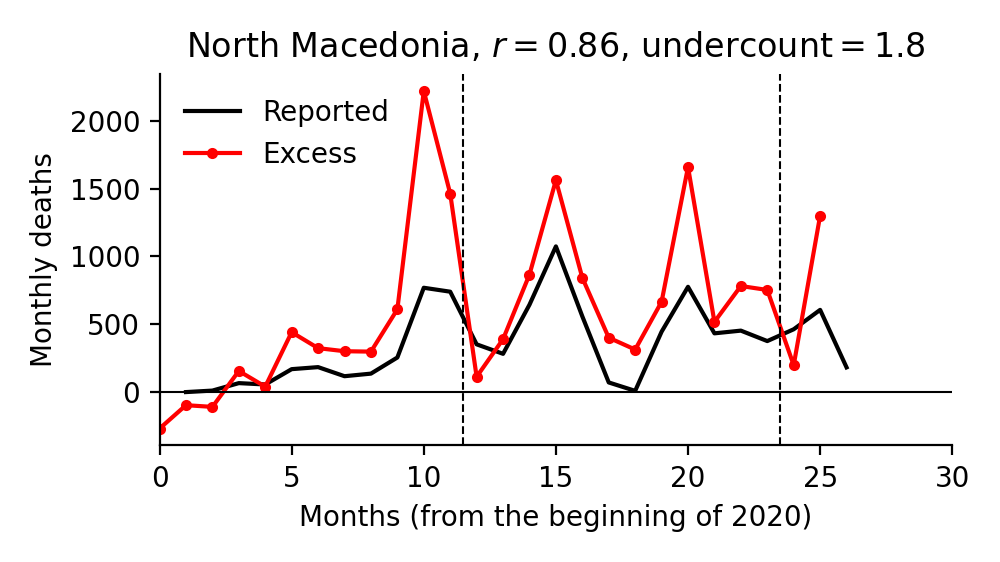 North Macedonia, r = 0.86, undercount = 1.8
Reported
Excess
Monthly deaths
2000
1500
1000
500
0
0 5 10 15 20 25 30
Months (from the beginning of 2020)